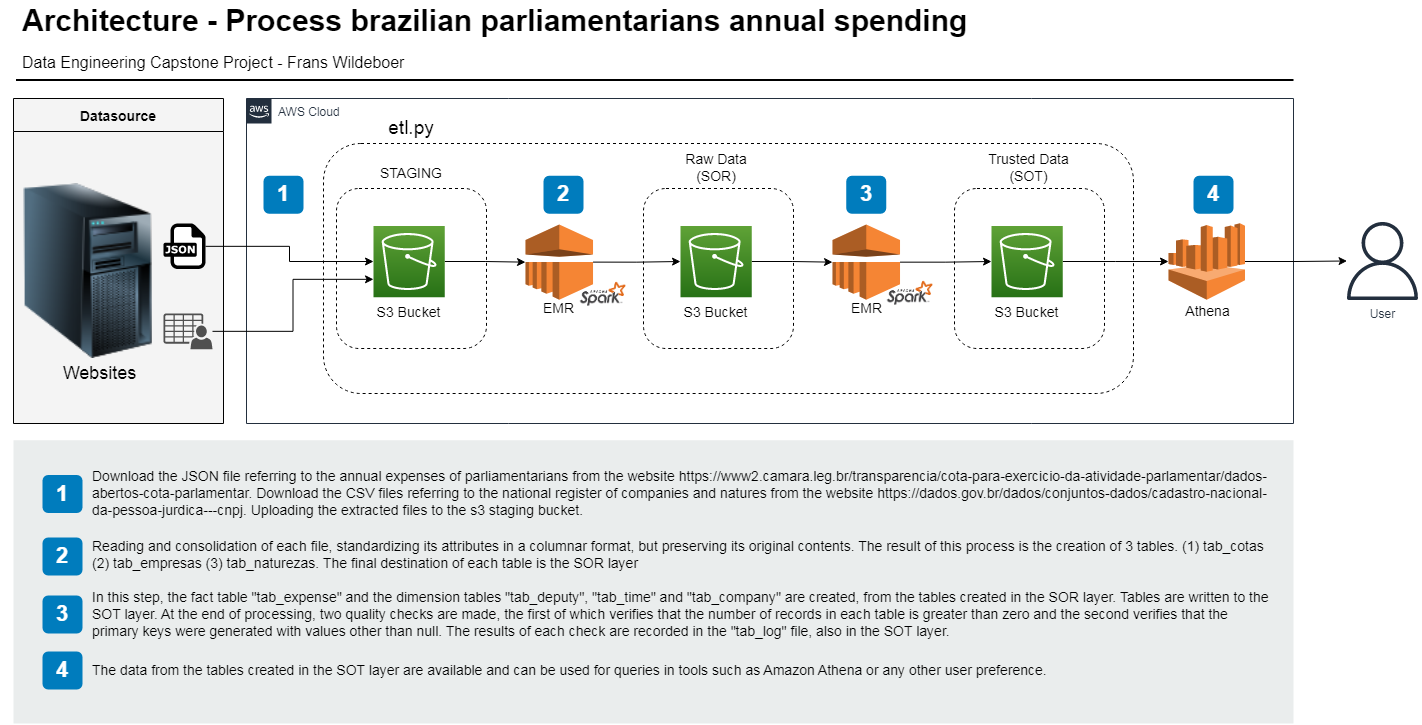 Architecture - Process brazilian parliamentarians annual spending
Data Engineering Capstone Project - Frans Wildeboer
Datasource
aws
AWS Cloud
etl.py
1
STAGING
2
Raw Data
(SOR)
3
Trusted Data
(SOT)
4
JSON
S3 Bucket
EMR
APACHE
Spark
S3 Bucket
EMR
APACHE
Spark
S3 Bucket
Athena
User
Websites
1
Download the JSON file referring to the annual expenses of parliamentarians from the website https://www2.camara.leg.br/transparencia/cota-para-exercicio-da-atividade-parlamentar/dados-
abertos-cota-parlamentar. Download the CSV files referring to the national register of companies and natures from the website https://dados.gov.br/dados/conjuntos-dados/cadastro-nacional-
da-pessoa-jurdica---cnpj. Uploading the extracted files to the s3 staging bucket.
2
Reading and consolidation of each file, standardizing its attributes in a columnar format, but preserving its original contents. The result of this process is the creation of 3 tables. (1) tab_cotas
(2) tab_empresas (3) tab_naturezas. The final destination of each table is the SOR layer
3
In this step, the fact table "tab_expense" and the dimension tables "tab_deputy", "tab_time" and "tab_company" are created, from the tables created in the SOR layer. Tables are written to the
SOT layer. At the end of processing, two quality checks are made, the first of which verifies that the number of records in each table is greater than zero and the second verifies that the
primary keys were generated with values other than null. The results of each check are recorded in the "tab_log" file, also in the SOT layer.
4
The data from the tables created in the SOT layer are available and can be used for queries in tools such as Amazon Athena or any other user preference.